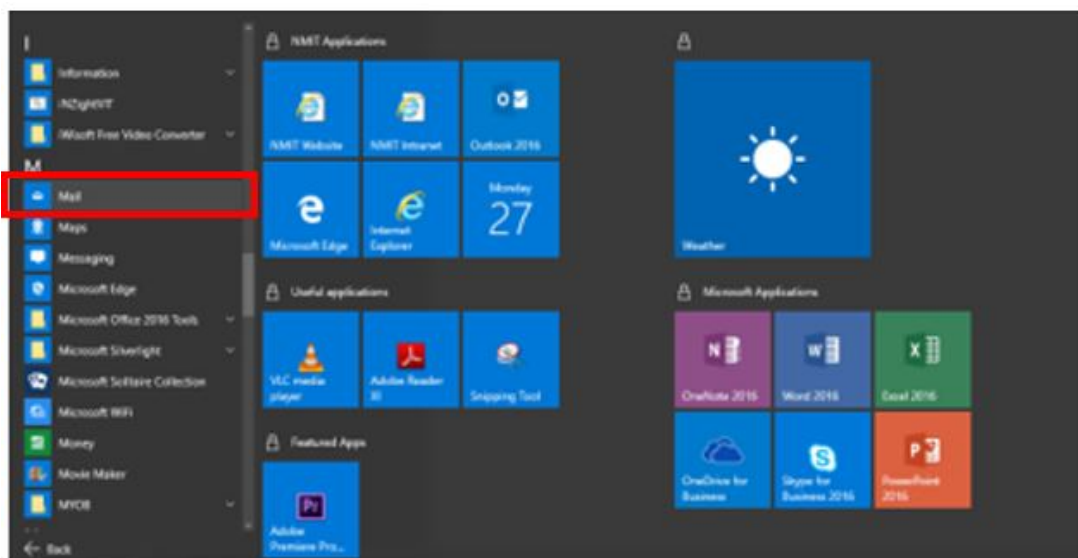 I
Information
iNZightVIT
iWisoft Free Video Converter
M
Mail
Maps
Messaging
Microsoft Edge
Microsoft Office 2016 Tools
Microsoft Silverlight
Microsoft Solitaire Collection
Microsoft WiFi
Money
Movie Maker
MYOB
Back
NMIT Applications
NMIT Website
NMIT Intranet
Outlook 2016
Microsoft Edge
Internet
Explorer
Monday
27
Useful applications
VLC media
player
Adobe Reader
XI
Snipping Tool
Featured Apps
Pr
Adobe
Premiere Pro...
Weather
Microsoft Applications
OneNote 2016
Word 2016
Excel 2016
OneDrive for
Business
Skype for
Business 2016
PowerPoint
2016